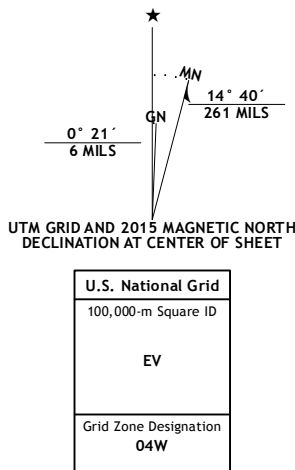 ★
MN
GN
14° 40´
261 MILS
0° 21´
6 MILS
UTM GRID AND 2015 MAGNETIC NORTH
DECLINATION AT CENTER OF SHEET
U.S. National Grid
100,000-m Square ID
EV
Grid Zone Designation
04W